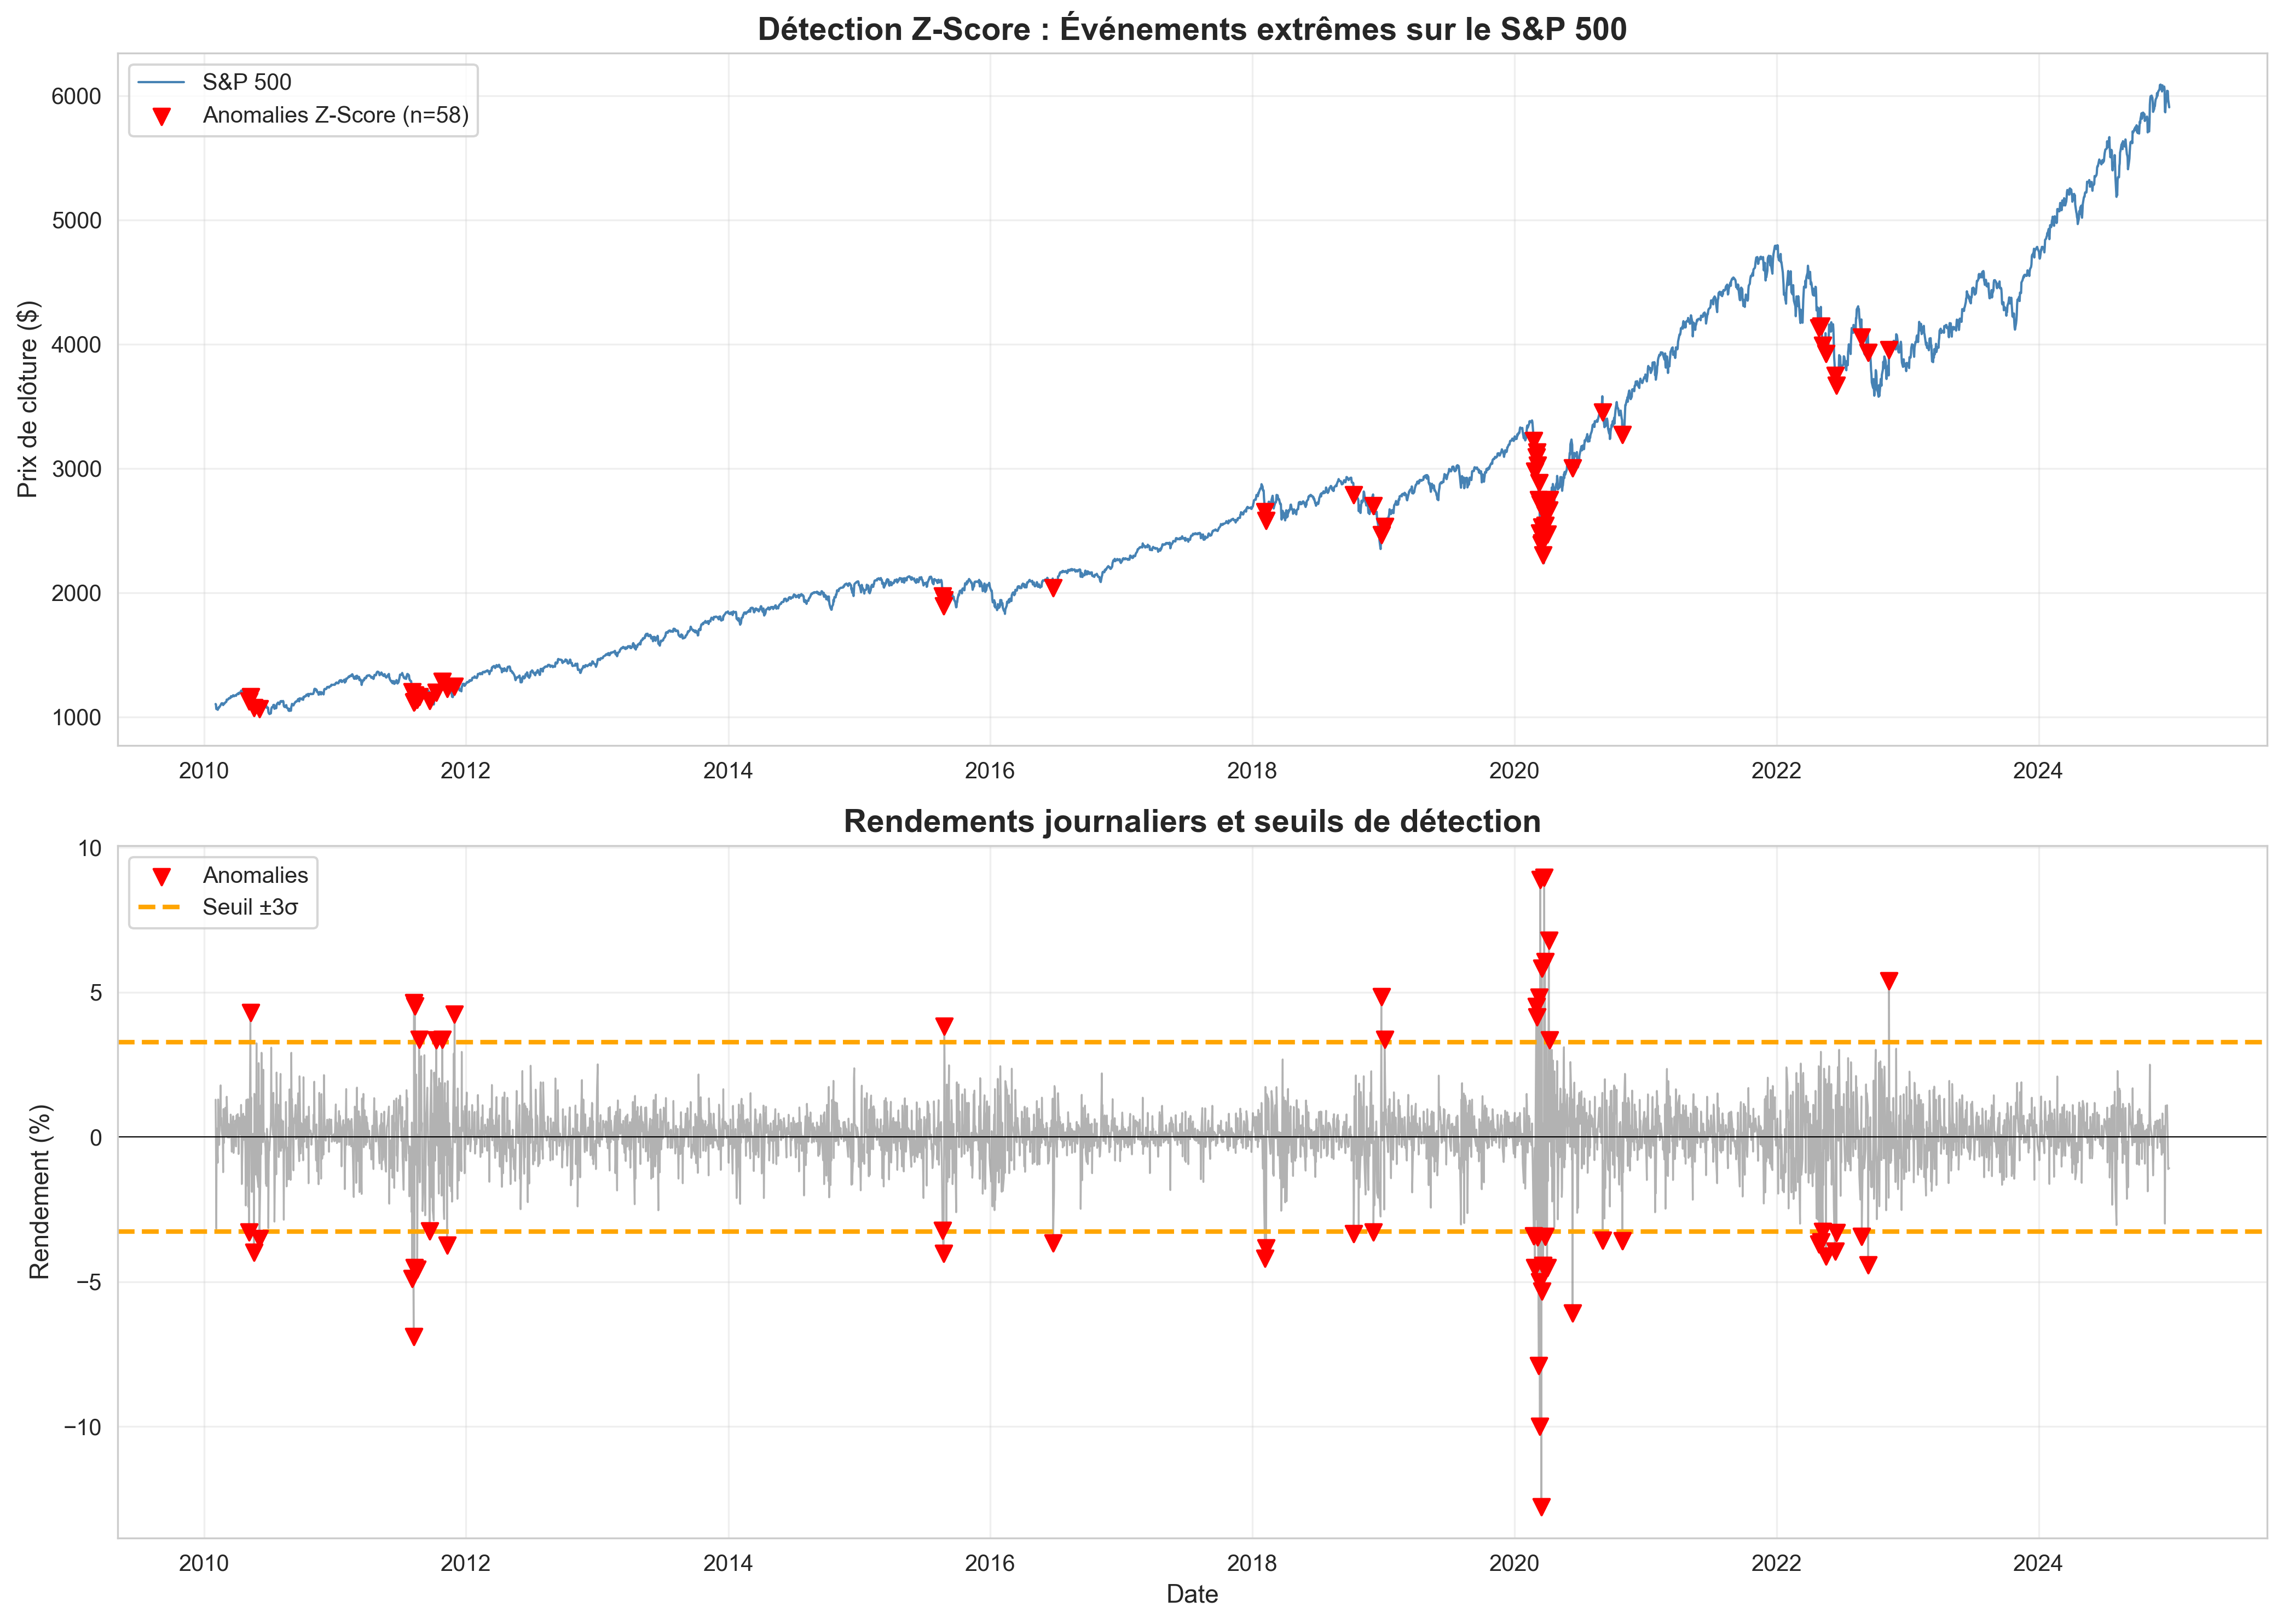 Détection Z-Score : Événements extrêmes sur le S&P 500
S&P 500
Anomalies Z-Score (n=58)
Prix de clôture ($)
6000
5000
4000
3000
2000
1000
2010 2012 2014 2016 2018 2020 2022 2024
Rendements journaliers et seuils de détection
Anomalies
Seuil ±3σ
Rendement (%)
10
5
0
−5
−10
2010 2012 2014 2016 2018 2020 2022 2024
Date